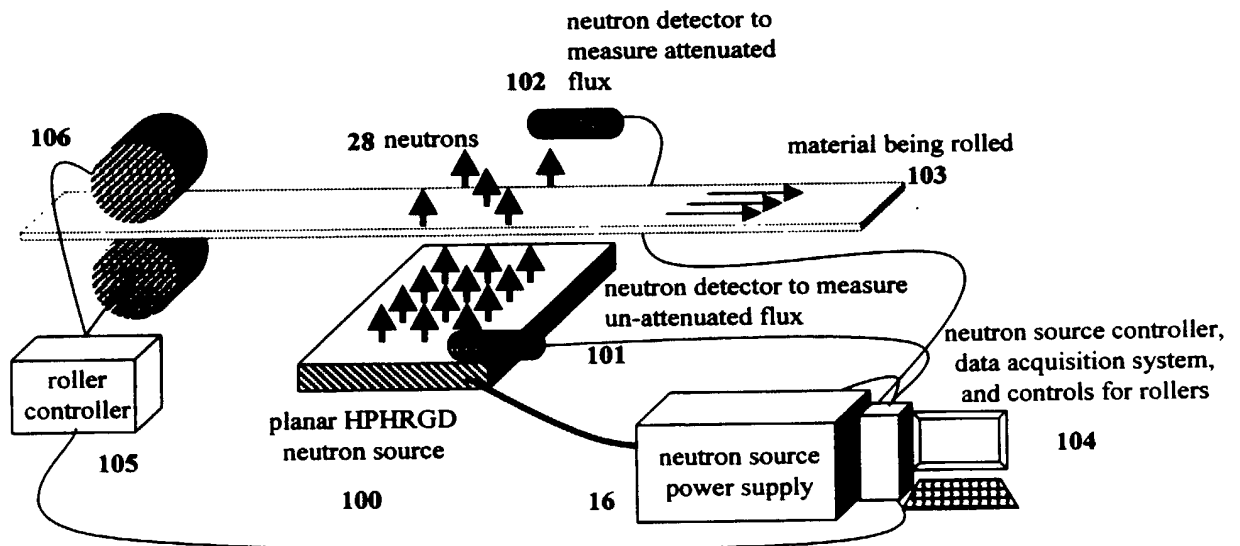 neutron detector to
measure attenuated
102 flux
106
28 neutrons
material being rolled
103
neutron detector to measure
un-attenuated flux
101
neutron source controller,
data acquisition system,
and controls for rollers
104
roller
controller
105
planar HPHRGD
neutron source
100
neutron source
power supply
16